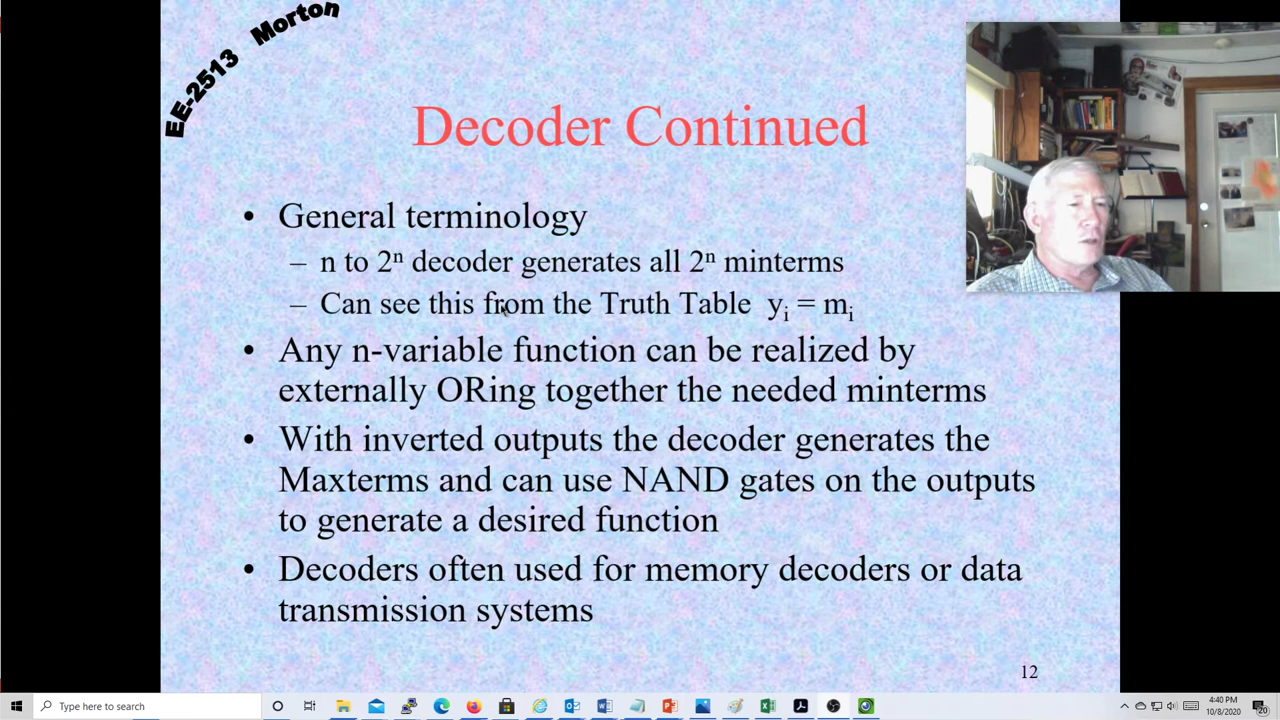 EE-2513 Morton
Decoder Continued
• General terminology
– n to 2ⁿ decoder generates all 2ⁿ minterms
– Can see this from the Truth Table yᵢ = mᵢ
• Any n-variable function can be realized by
externally ORing together the needed minterms
• With inverted outputs the decoder generates the
Maxterms and can use NAND gates on the outputs
to generate a desired function
• Decoders often used for memory decoders or data
transmission systems
12
Type here to search
4:40 PM
10/8/2020
20